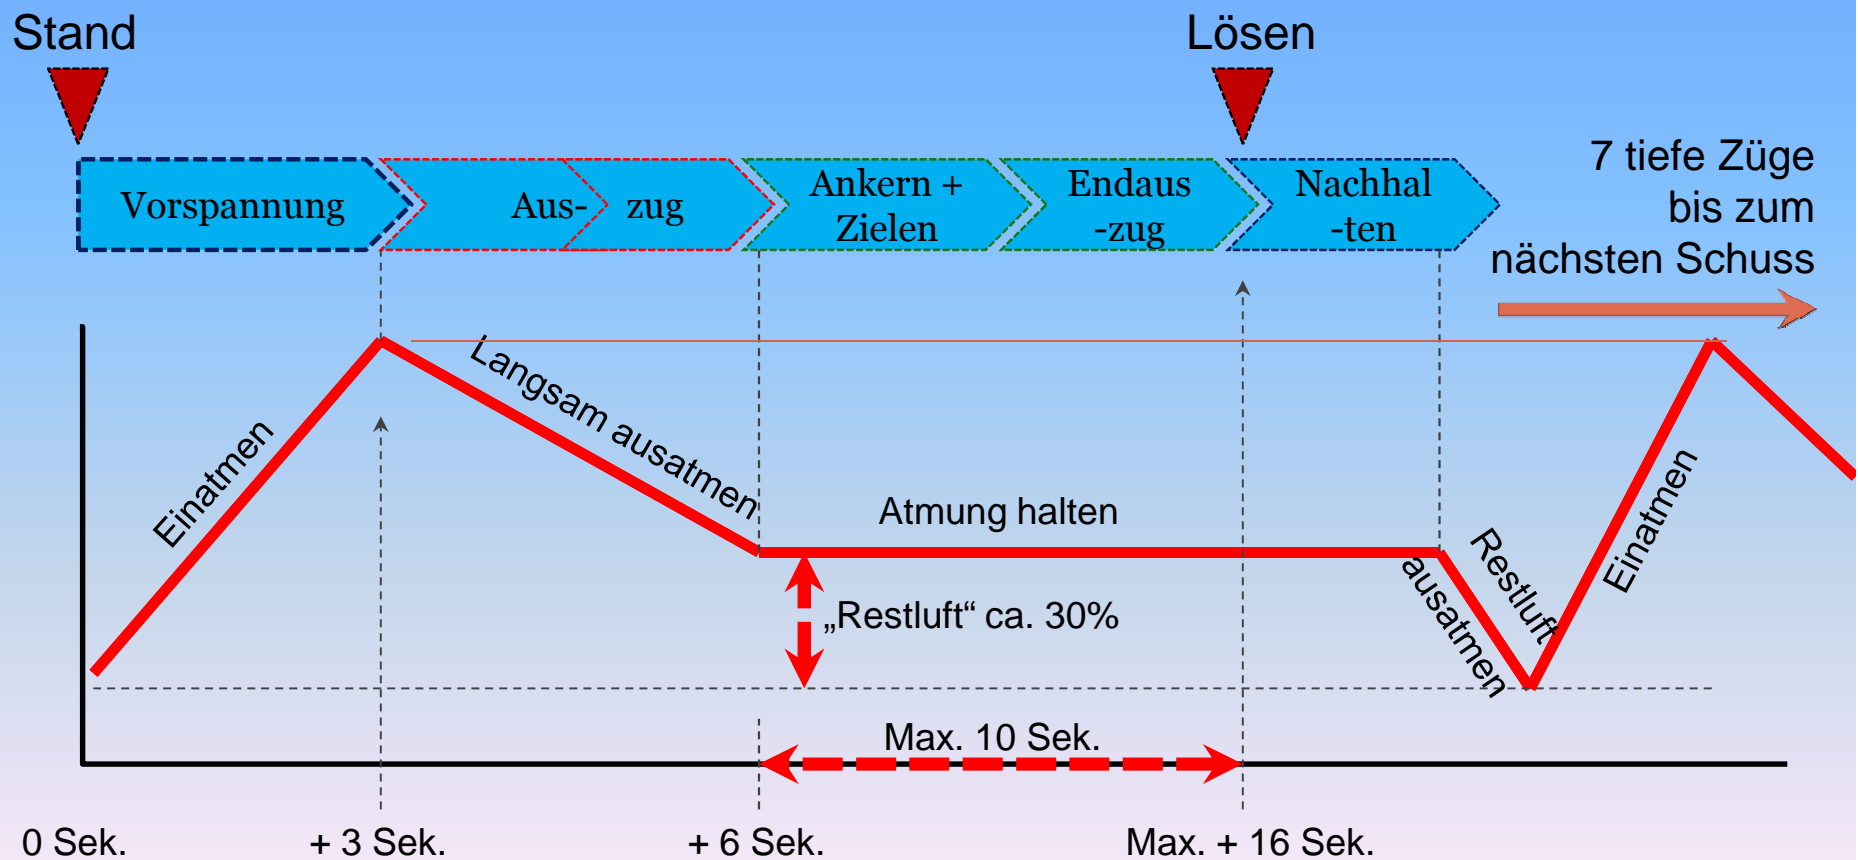 Stand
Lösen
Vorspannung
Aus-
zug
Ankern +
Zielen
Endaus
-zug
Nachhal
-ten
7 tiefe Züge
bis zum
nächsten Schuss
Einatmen
Langsam ausatmen
Atmung halten
„Restluft“ ca. 30%
Restluft
ausatmen
Einatmen
Max. 10 Sek.
0 Sek.
+ 3 Sek.
+ 6 Sek.
Max. + 16 Sek.